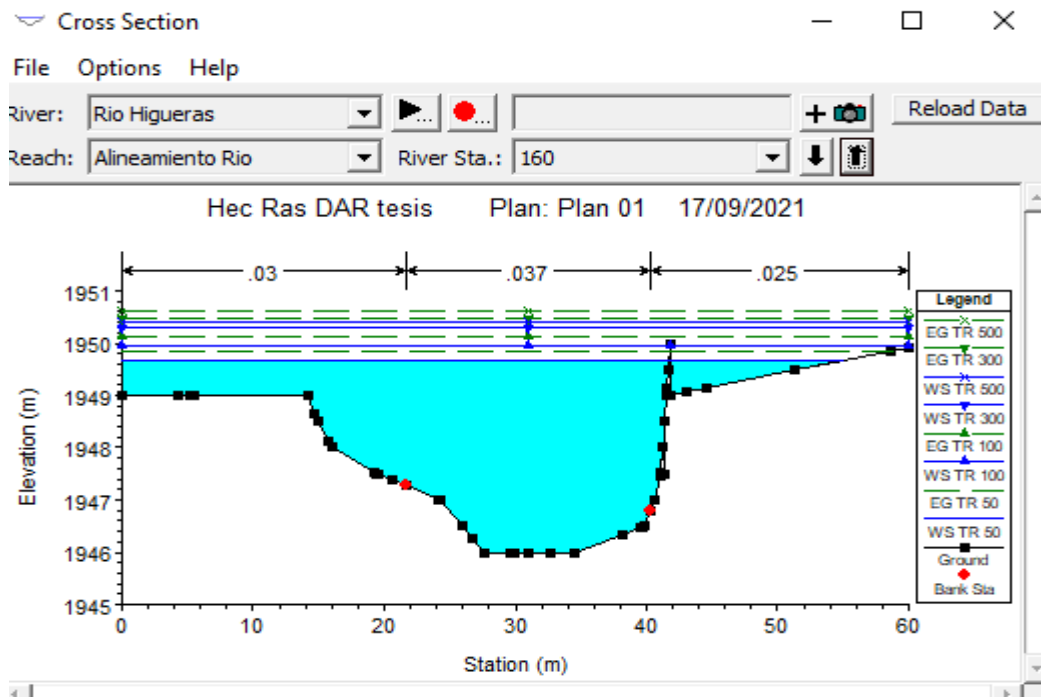 Cross Section
File Options Help
River: Rio Higueras Reload Data
Reach: Alineamiento Rio River Sta.: 160
Hec Ras DAR tesis Plan: Plan 01 17/09/2021
.03 .037 .025
1951
1950
1949
1948
1947
1946
1945
Elevation (m)
0 10 20 30 40 50 60
Station (m)
Legend
EG TR 500
EG TR 300
WS TR 500
WS TR 300
EG TR 100
WS TR 100
EG TR 50
WS TR 50
Ground
Bank Sta